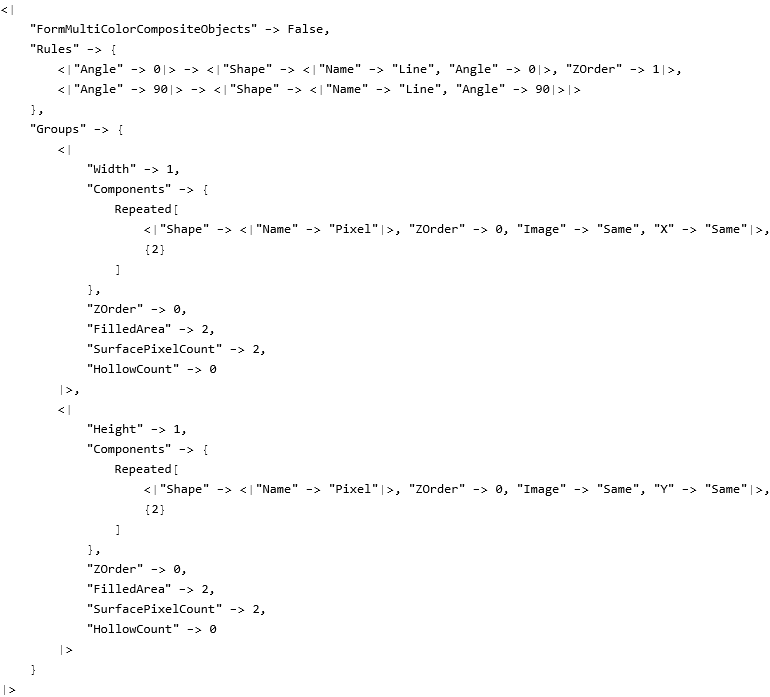 <|
"FormMultiColorCompositeObjects" -> False,
"Rules" -> {
<|"Angle" -> 0|> -> <|"Shape" -> <|"Name" -> "Line", "Angle" -> 0|>, "ZOrder" -> 1|>,
<|"Angle" -> 90|> -> <|"Shape" -> <|"Name" -> "Line", "Angle" -> 90|>|>
},
"Groups" -> {
<|
"Width" -> 1,
"Components" -> {
Repeated[
<|"Shape" -> <|"Name" -> "Pixel"|>, "ZOrder" -> 0, "Image" -> "Same", "X" -> "Same"|>,
{2}
]
},
"ZOrder" -> 0,
"FilledArea" -> 2,
"SurfacePixelCount" -> 2,
"HollowCount" -> 0
|>,
<|
"Height" -> 1,
"Components" -> {
Repeated[
<|"Shape" -> <|"Name" -> "Pixel"|>, "ZOrder" -> 0, "Image" -> "Same", "Y" -> "Same"|>,
{2}
]
},
"ZOrder" -> 0,
"FilledArea" -> 2,
"SurfacePixelCount" -> 2,
"HollowCount" -> 0
|>
}
|>